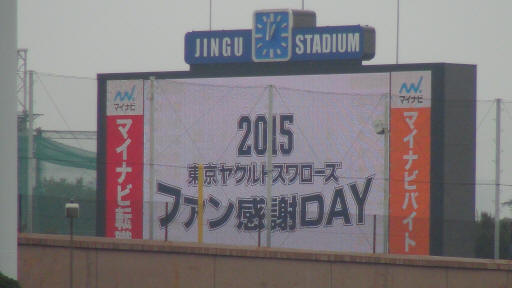 JINGU STADIUM
2015
東京ヤクルトスワローズ
ファン感謝DAY
マイナビ
マイナビ転職
マイナビ
マイナビバイト